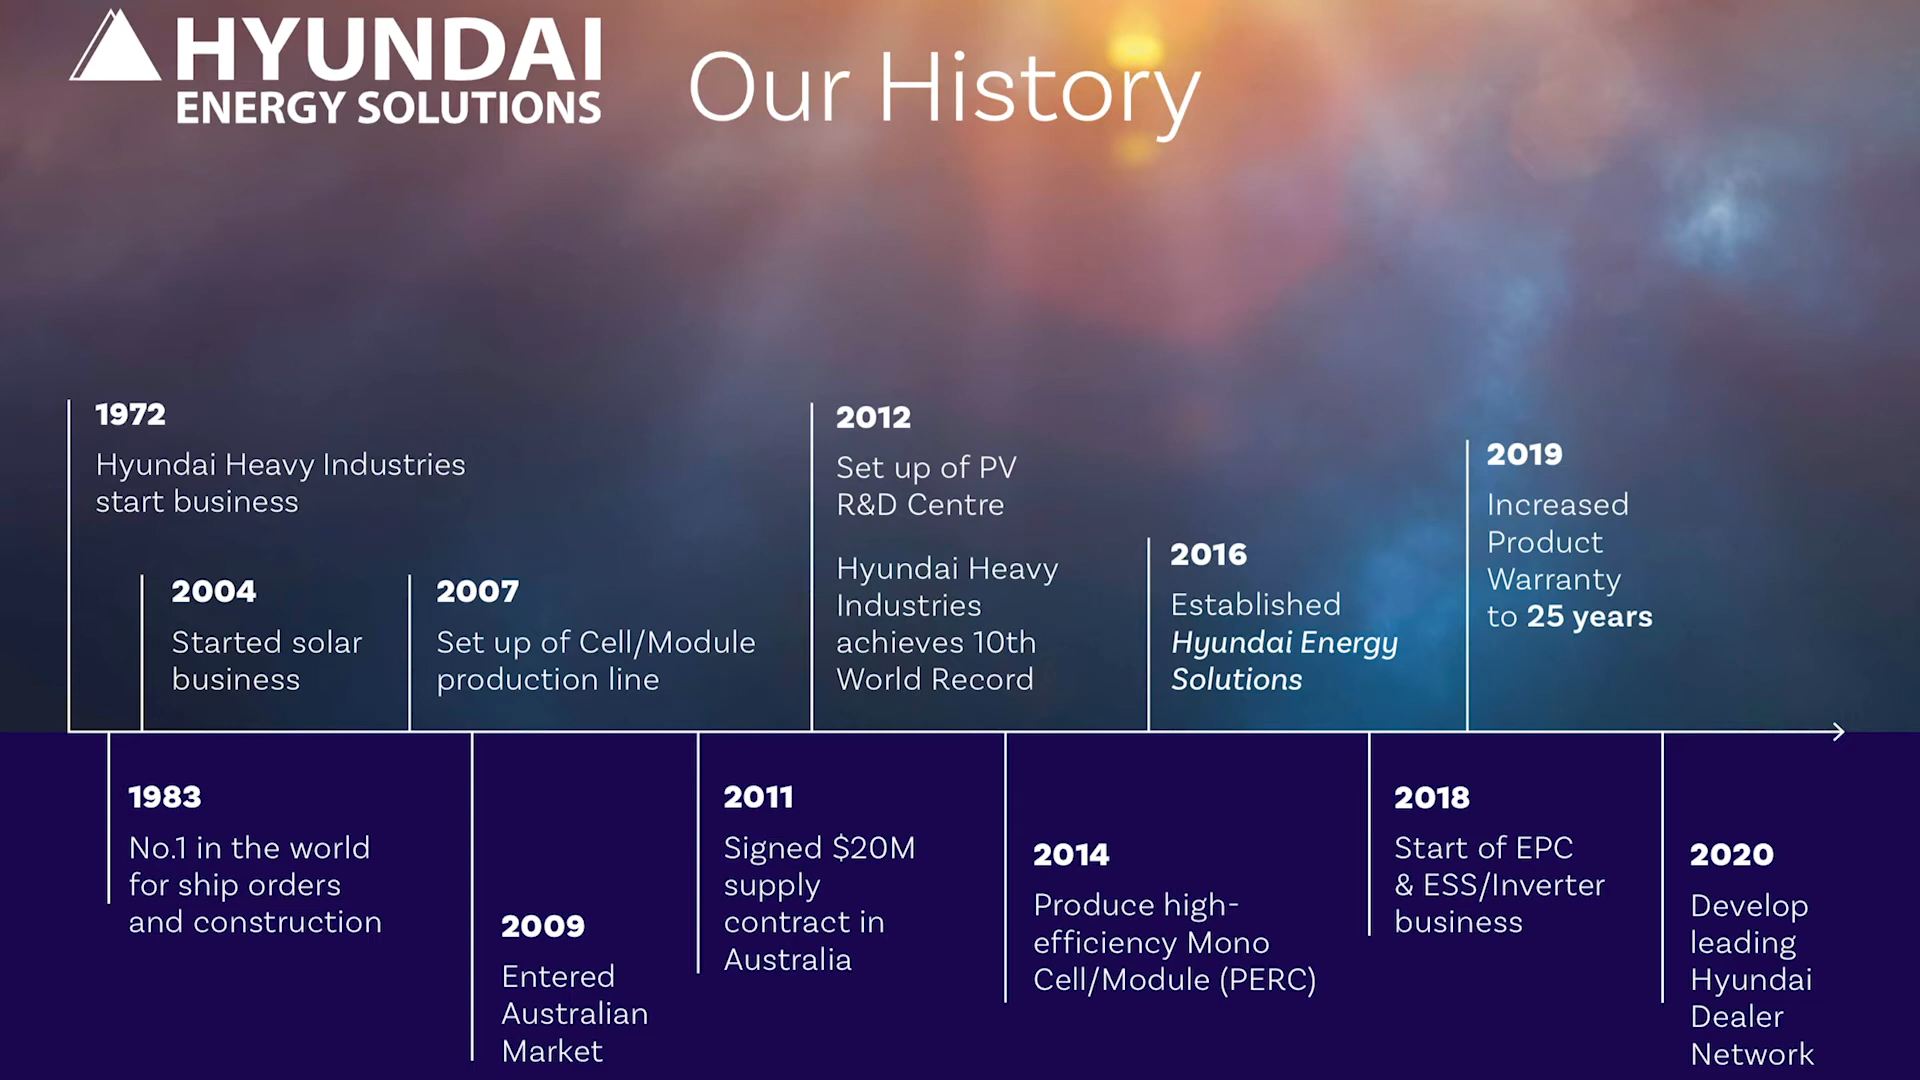 HYUNDAI
ENERGY SOLUTIONS
Our History
1972
Hyundai Heavy Industries
start business
2004
Started solar
business
2007
Set up of Cell/Module
production line
2012
Set up of PV
R&D Centre
Hyundai Heavy
Industries
achieves 10th
World Record
2016
Established
Hyundai Energy
Solutions
2019
Increased
Product
Warranty
to 25 years
1983
No.1 in the world
for ship orders
and construction
2009
Entered
Australian
Market
2011
Signed $20M
supply
contract in
Australia
2014
Produce high-
efficiency Mono
Cell/Module (PERC)
2018
Start of EPC
& ESS/Inverter
business
2020
Develop
leading
Hyundai
Dealer
Network